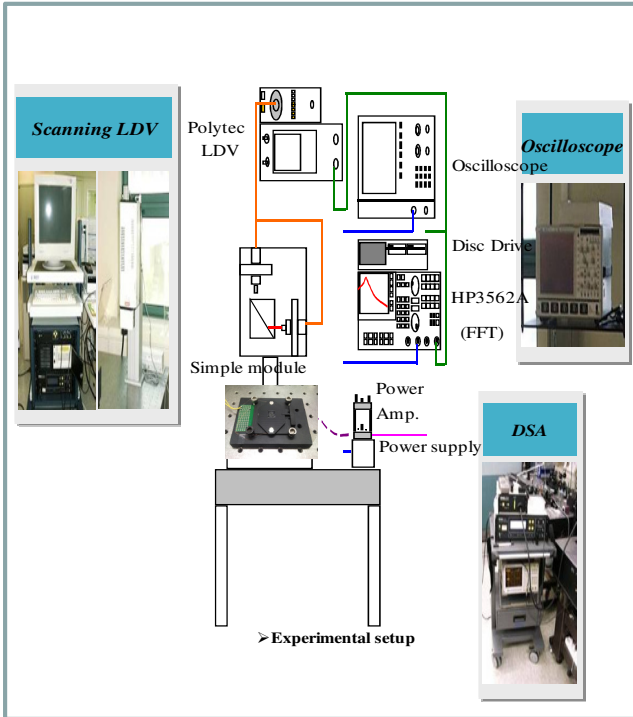 Scanning LDV
Polytec
LDV
Oscilloscope
Oscilloscope
Disc Drive
HP3562A
(FFT)
Simple module
Power
Amp.
Power supply
DSA
➢Experimental setup